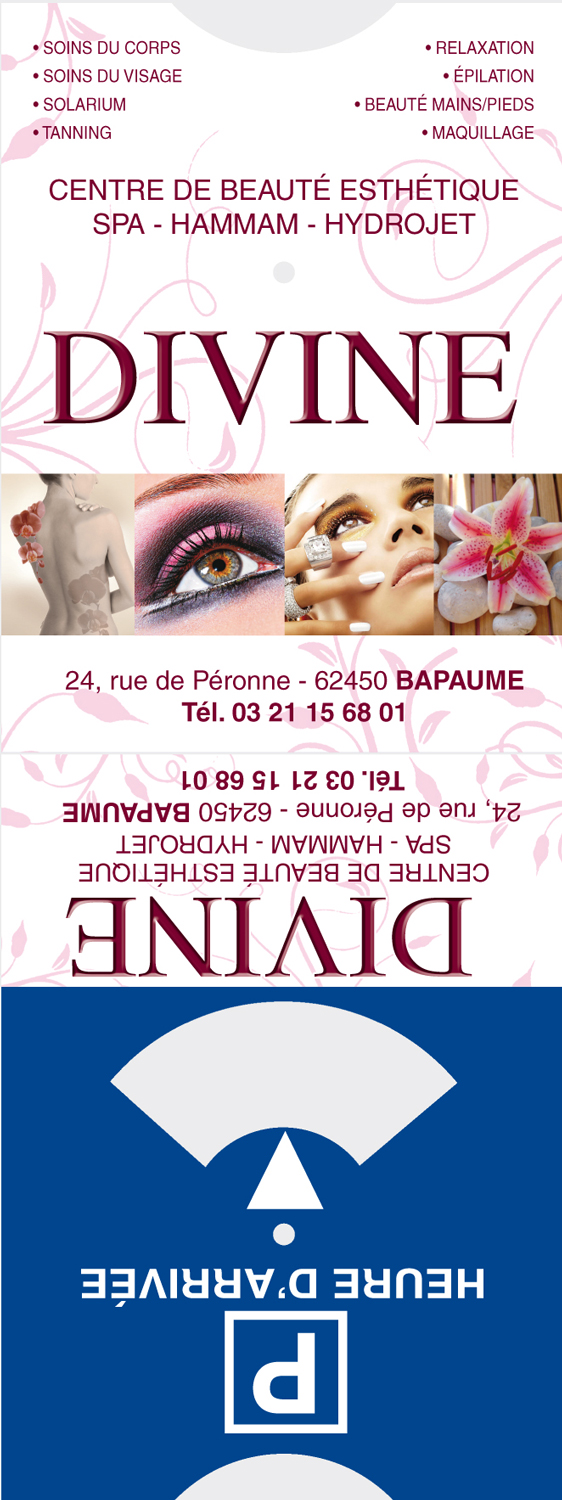 • SOINS DU CORPS
• SOINS DU VISAGE
• SOLARIUM
• TANNING
• RELAXATION
• ÉPILATION
• BEAUTÉ MAINS/PIEDS
• MAQUILLAGE
CENTRE DE BEAUTÉ ESTHÉTIQUE
SPA - HAMMAM - HYDROJET
DIVINE
24, rue de Péronne - 62450 BAPAUME
Tél. 03 21 15 68 01
DIVINE
CENTRE DE BEAUTÉ ESTHÉTIQUE
SPA - HAMMAM - HYDROJET
24, rue de Péronne - 62450 BAPAUME
Tél. 03 21 15 68 01
P
HEURE D'ARRIVÉE